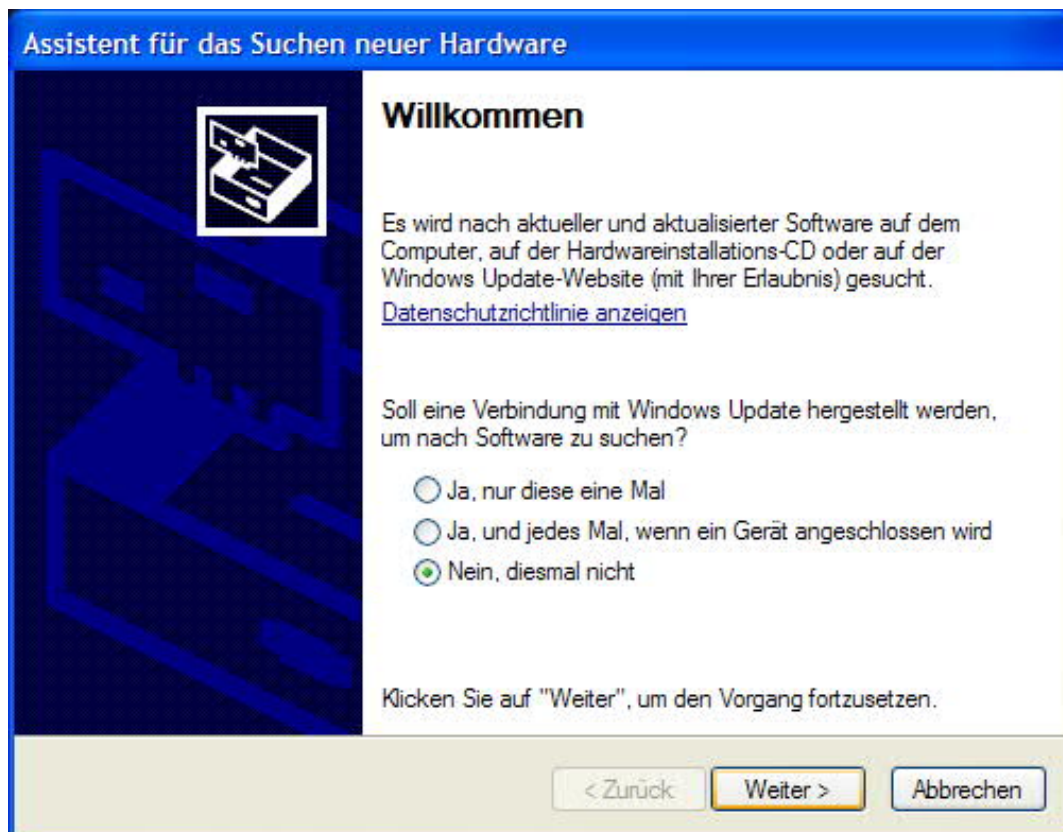 Assistent für das Suchen neuer Hardware
Willkommen
Es wird nach aktueller und aktualisierter Software auf dem
Computer, auf der Hardwareinstallations-CD oder auf der
Windows Update-Website (mit Ihrer Erlaubnis) gesucht.
Datenschutzrichtlinie anzeigen
Soll eine Verbindung mit Windows Update hergestellt werden,
um nach Software zu suchen?
Ja, nur diese eine Mal
Ja, und jedes Mal, wenn ein Gerät angeschlossen wird
Nein, diesmal nicht
Klicken Sie auf "Weiter", um den Vorgang fortzusetzen.
< Zurück Weiter > Abbrechen